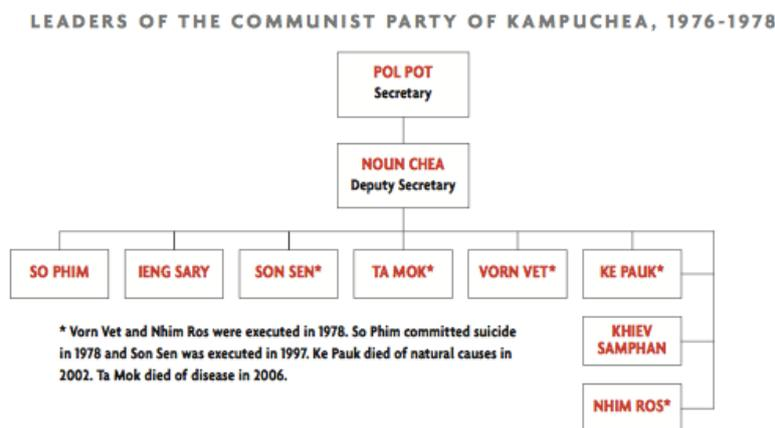 LEADERS OF THE COMMUNIST PARTY OF KAMPUCHEA, 1976-1978
POL POT
Secretary
NOUN CHEA
Deputy Secretary
SO PHIM
IENG SARY
SON SEN*
TA MOK*
VORN VET*
KE PAUK*
* Vorn Vet and Nhim Ros were executed in 1978. So Phim committed suicide
in 1978 and Son Sen was executed in 1997. Ke Pauk died of natural causes in
2002. Ta Mok died of disease in 2006.
KHIEV
SAMPHAN
NHIM ROS*